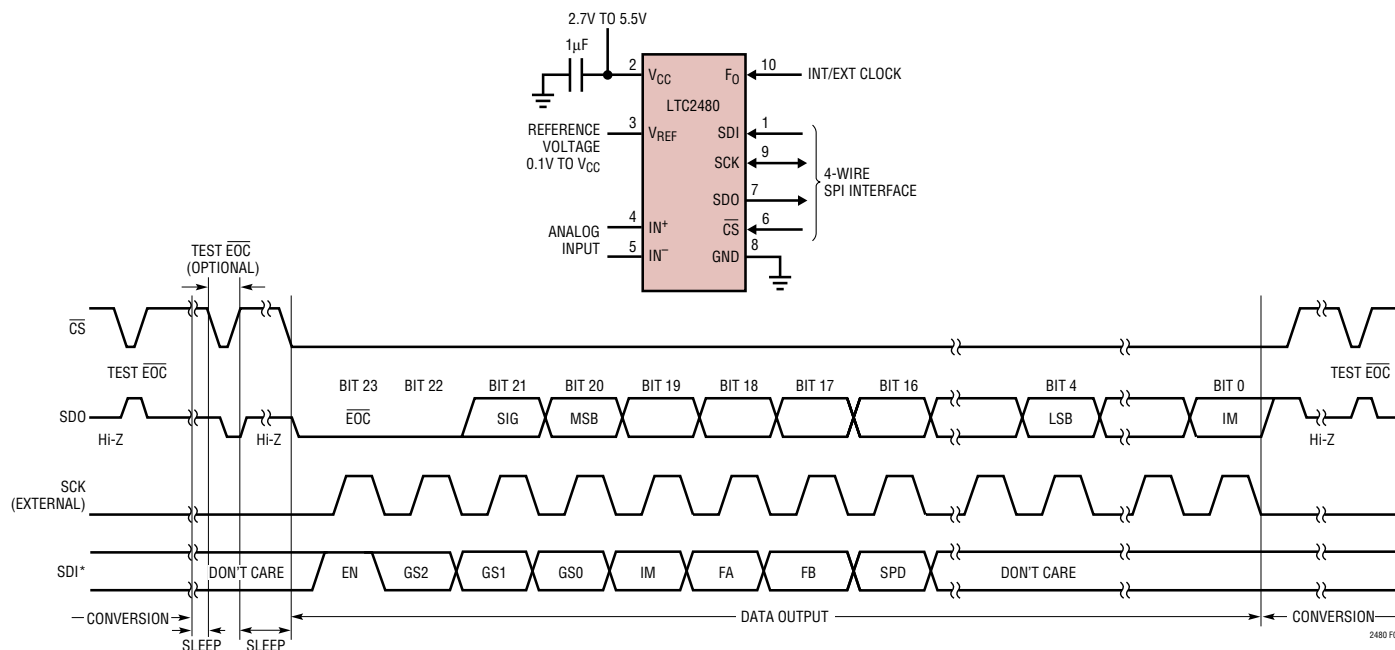 2.7V TO 5.5V
1µF
2
VCC
FO
10
INT/EXT CLOCK
LTC2480
REFERENCE
VOLTAGE
0.1V TO VCC
3
VREF
SDI
1
SCK
9
SDO
7
CS
6
4-WIRE
SPI INTERFACE
ANALOG
INPUT
4
IN+
5
IN−
GND
8
TEST EOC
(OPTIONAL)
CS
TEST EOC
TEST EOC
BIT 23
BIT 22
BIT 21
BIT 20
BIT 19
BIT 18
BIT 17
BIT 16
BIT 4
BIT 0
SDO
EOC
SIG
MSB
LSB
IM
Hi-Z
Hi-Z
Hi-Z
SCK
(EXTERNAL)
SDI*
DON'T CARE
EN
GS2
GS1
GS0
IM
FA
FB
SPD
DON'T CARE
CONVERSION
DATA OUTPUT
CONVERSION
SLEEP
SLEEP